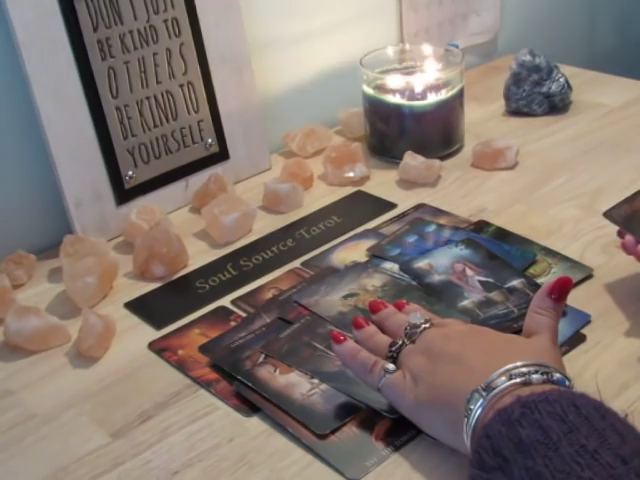 DON'T JUST
BE KIND TO
OTHERS
BE KIND TO
YOURSELF
Soul Source Tarot